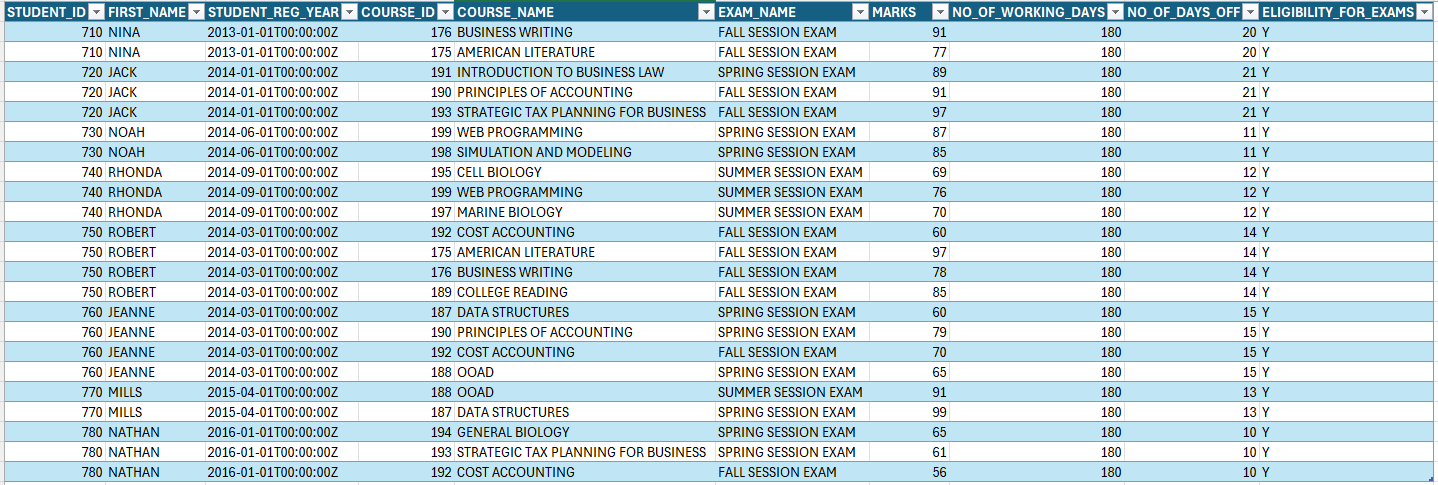 STUDENT_ID FIRST_NAME STUDENT_REG_YEAR COURSE_ID COURSE_NAME EXAM_NAME MARKS NO_OF_WORKING_DAYS NO_OF_DAYS_OFF ELIGIBILITY_FOR_EXAMS
710 NINA 2013-01-01T00:00:00Z 176 BUSINESS WRITING FALL SESSION EXAM 91 180 20 Y
710 NINA 2013-01-01T00:00:00Z 175 AMERICAN LITERATURE FALL SESSION EXAM 77 180 20 Y
720 JACK 2014-01-01T00:00:00Z 191 INTRODUCTION TO BUSINESS LAW SPRING SESSION EXAM 89 180 21 Y
720 JACK 2014-01-01T00:00:00Z 190 PRINCIPLES OF ACCOUNTING FALL SESSION EXAM 91 180 21 Y
720 JACK 2014-01-01T00:00:00Z 193 STRATEGIC TAX PLANNING FOR BUSINESS FALL SESSION EXAM 97 180 21 Y
730 NOAH 2014-06-01T00:00:00Z 199 WEB PROGRAMMING SPRING SESSION EXAM 87 180 11 Y
730 NOAH 2014-06-01T00:00:00Z 198 SIMULATION AND MODELING SPRING SESSION EXAM 85 180 11 Y
740 RHONDA 2014-09-01T00:00:00Z 195 CELL BIOLOGY SUMMER SESSION EXAM 69 180 12 Y
740 RHONDA 2014-09-01T00:00:00Z 199 WEB PROGRAMMING SUMMER SESSION EXAM 76 180 12 Y
740 RHONDA 2014-09-01T00:00:00Z 197 MARINE BIOLOGY SUMMER SESSION EXAM 70 180 12 Y
750 ROBERT 2014-03-01T00:00:00Z 192 COST ACCOUNTING FALL SESSION EXAM 60 180 14 Y
750 ROBERT 2014-03-01T00:00:00Z 175 AMERICAN LITERATURE FALL SESSION EXAM 97 180 14 Y
750 ROBERT 2014-03-01T00:00:00Z 176 BUSINESS WRITING FALL SESSION EXAM 78 180 14 Y
750 ROBERT 2014-03-01T00:00:00Z 189 COLLEGE READING FALL SESSION EXAM 85 180 14 Y
760 JEANNE 2014-03-01T00:00:00Z 187 DATA STRUCTURES SPRING SESSION EXAM 60 180 15 Y
760 JEANNE 2014-03-01T00:00:00Z 190 PRINCIPLES OF ACCOUNTING SPRING SESSION EXAM 79 180 15 Y
760 JEANNE 2014-03-01T00:00:00Z 192 COST ACCOUNTING FALL SESSION EXAM 70 180 15 Y
760 JEANNE 2014-03-01T00:00:00Z 188 OOAD SPRING SESSION EXAM 65 180 15 Y
770 MILLS 2015-04-01T00:00:00Z 188 OOAD SUMMER SESSION EXAM 91 180 13 Y
770 MILLS 2015-04-01T00:00:00Z 187 DATA STRUCTURES SPRING SESSION EXAM 99 180 13 Y
780 NATHAN 2016-01-01T00:00:00Z 194 GENERAL BIOLOGY SPRING SESSION EXAM 65 180 10 Y
780 NATHAN 2016-01-01T00:00:00Z 193 STRATEGIC TAX PLANNING FOR BUSINESS SPRING SESSION EXAM 61 180 10 Y
780 NATHAN 2016-01-01T00:00:00Z 192 COST ACCOUNTING FALL SESSION EXAM 56 180 10 Y